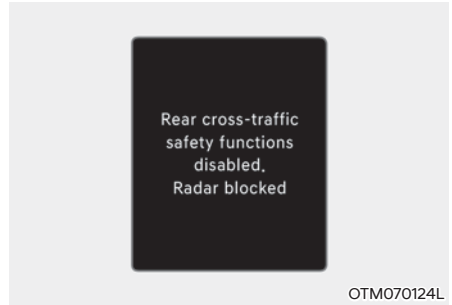 Rear cross-traffic
safety functions
disabled.
Radar blocked
OTM070124L